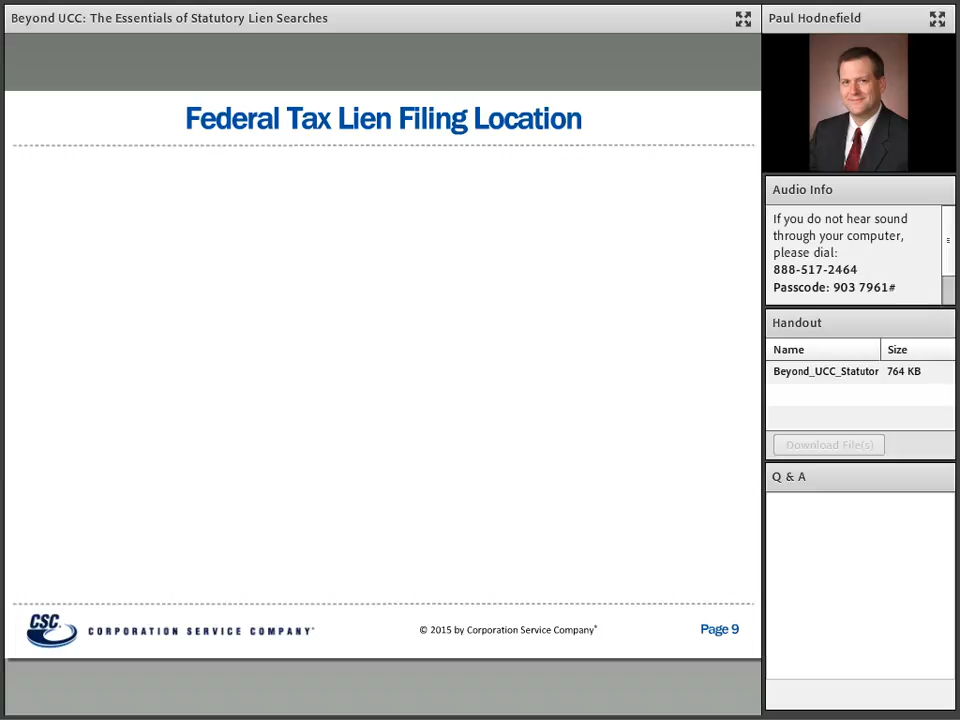 Beyond UCC: The Essentials of Statutory Lien Searches
Paul Hodnefield
Federal Tax Lien Filing Location
Audio Info
If you do not hear sound
through your computer,
please dial:
888-517-2464
Passcode: 903 7961#
Handout
Name Size
Beyond_UCC_Statutor 764 KB
Download File(s)
Q & A
CSC.
CORPORATION SERVICE COMPANY®
© 2015 by Corporation Service Company®
Page 9